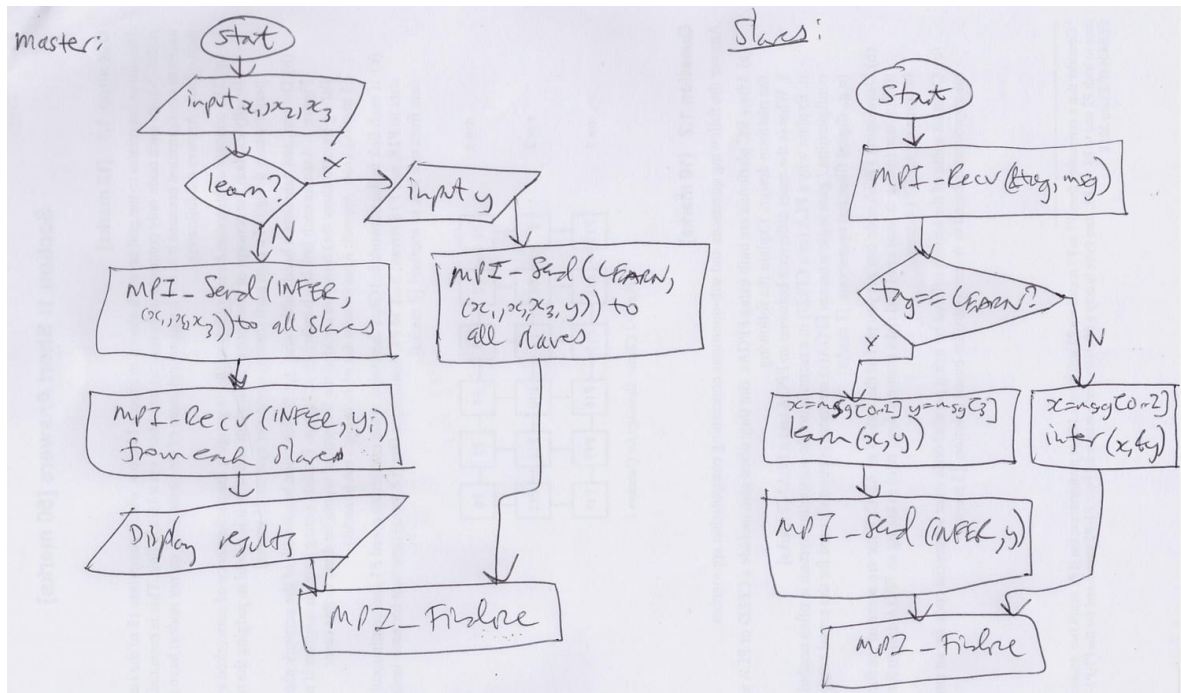 master:
Start
input x₁, x₂, x₃
learn?
Y
N
input y
MPI_Send (INFER,
(x₁, x₂, x₃)) to all slaves
MPI_Send (LEARN,
(x₁, x₂, x₃, y)) to
all slaves
MPI_Recv (INFER, yᵢ)
from each slaves
Display results
MPI_Finalize
Slaves:
Start
MPI_Recv (&tag, msg)
tag==LEARN?
Y
N
x=msg[0..2] y=msg[3]
learn(x,y)
x=msg[0..2]
infer(x,&y)
MPI_Send (INFER, y)
MPI_Finalize